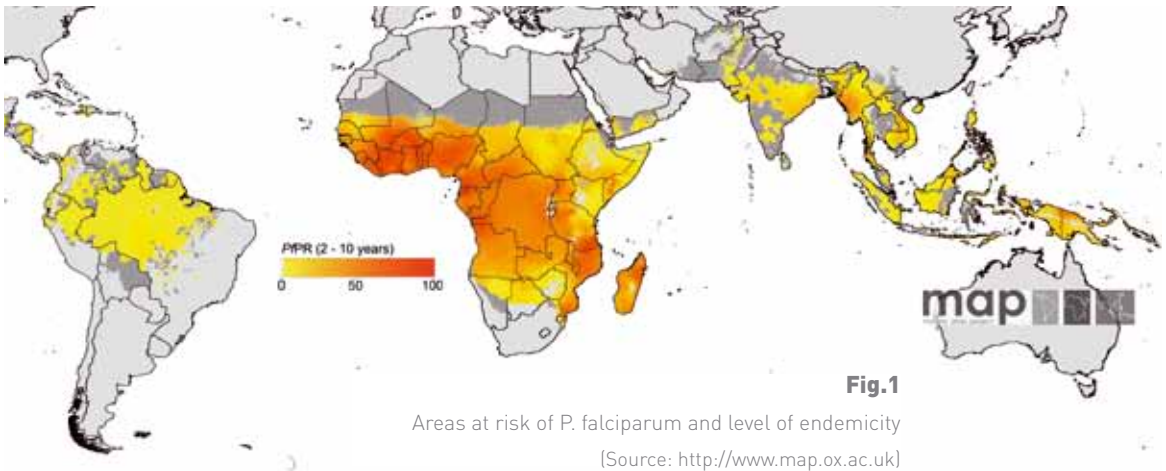 PfPR (2 - 10 years)
0 50 100
map
Fig.1
Areas at risk of P. falciparum and level of endemicity
(Source: http://www.map.ox.ac.uk)